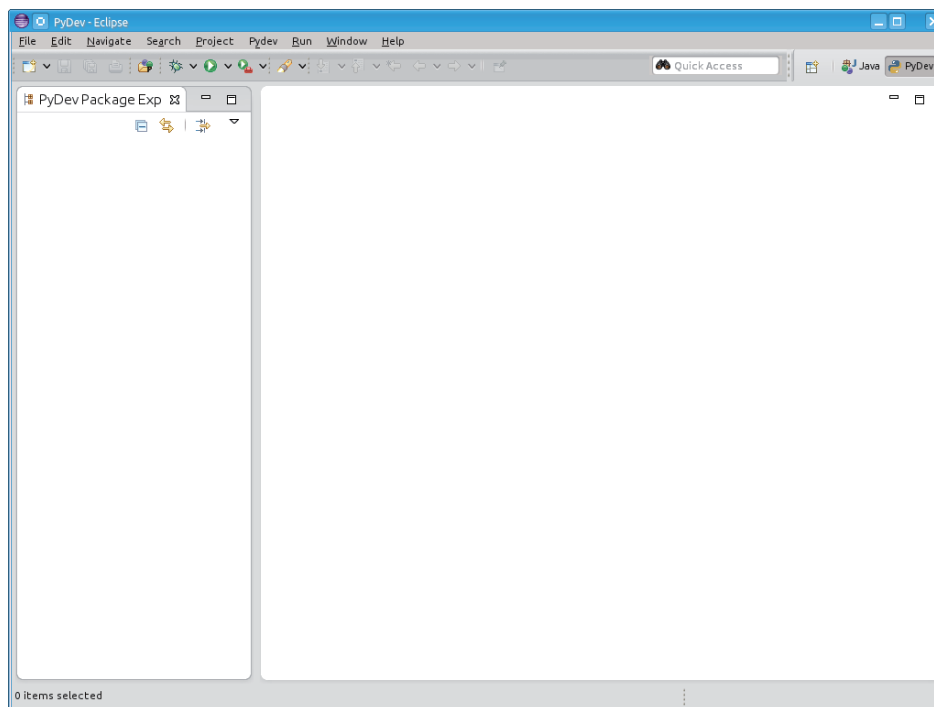 PyDev - Eclipse
File Edit Navigate Search Project Pydev Run Window Help
Quick Access Java PyDev
PyDev Package Exp
0 items selected